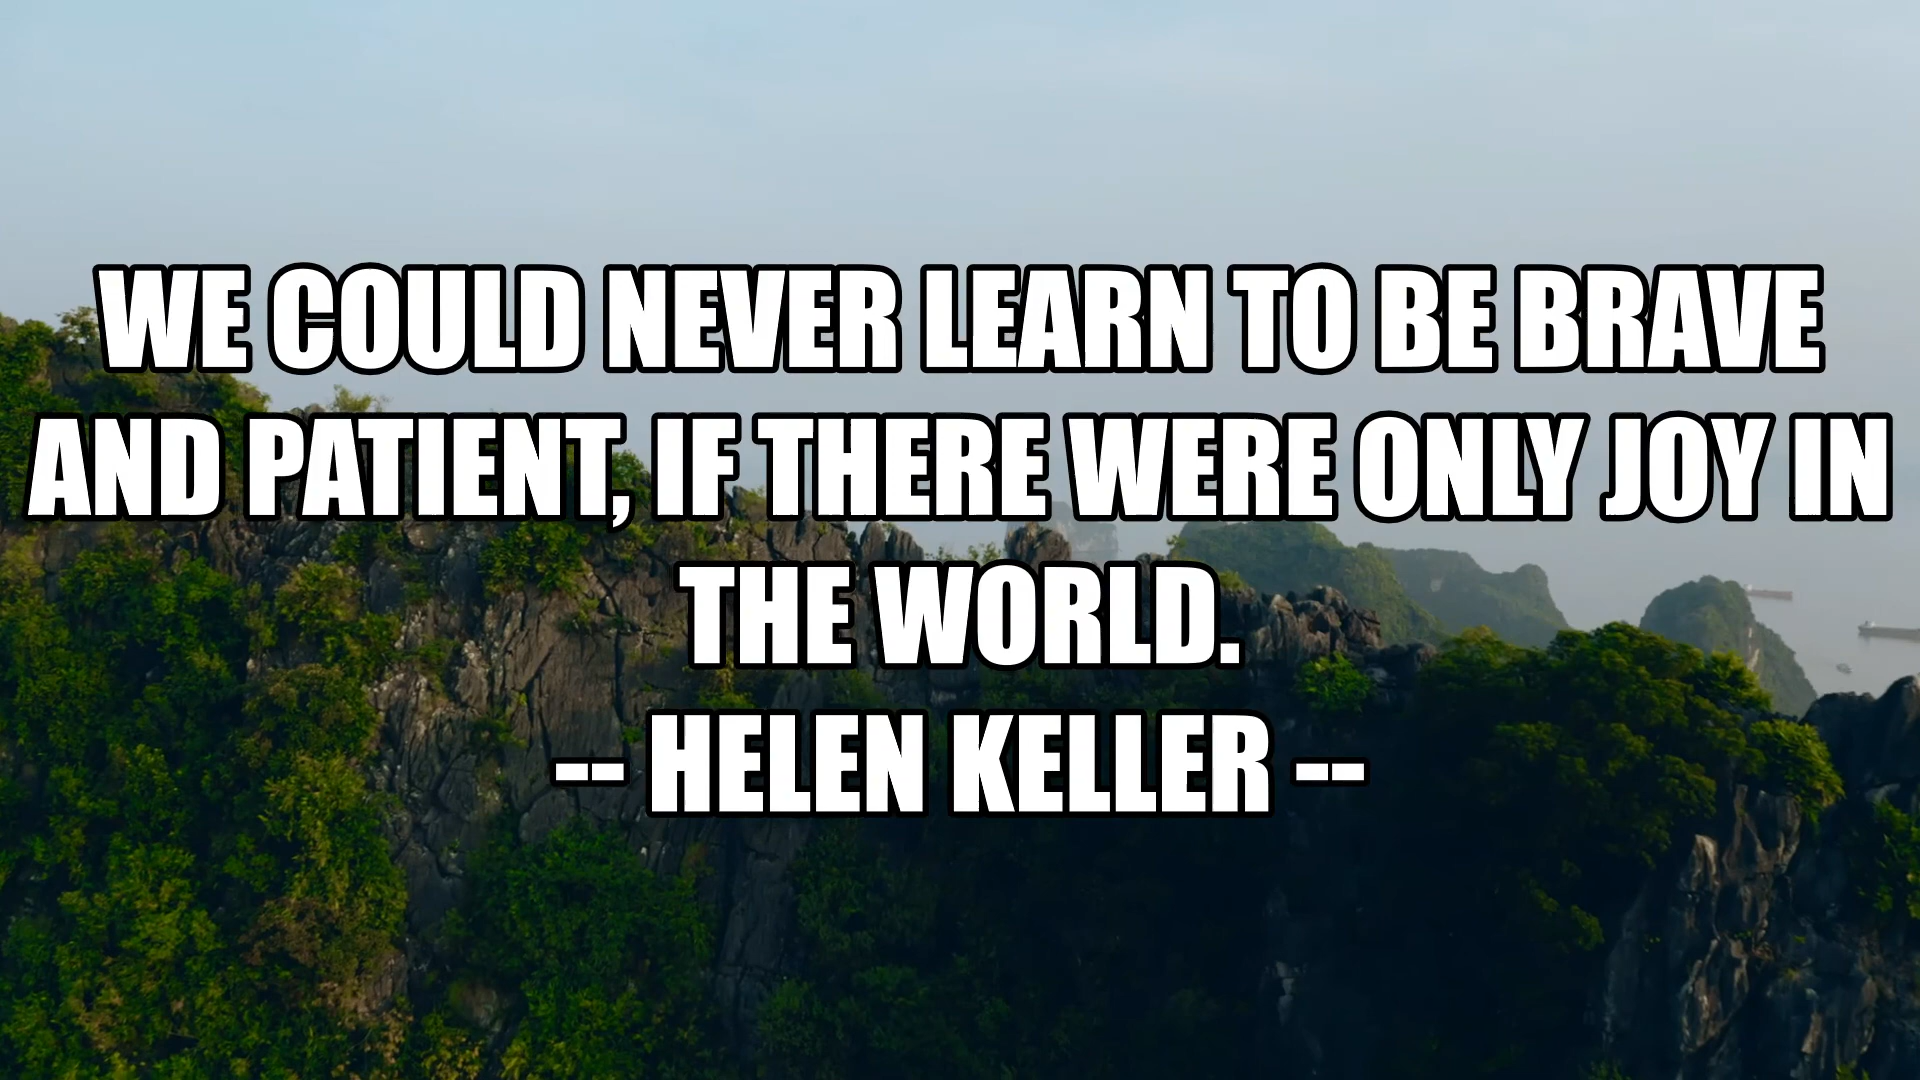 WE COULD NEVER LEARN TO BE BRAVE
AND PATIENT, IF THERE WERE ONLY JOY IN
THE WORLD.
-- HELEN KELLER --